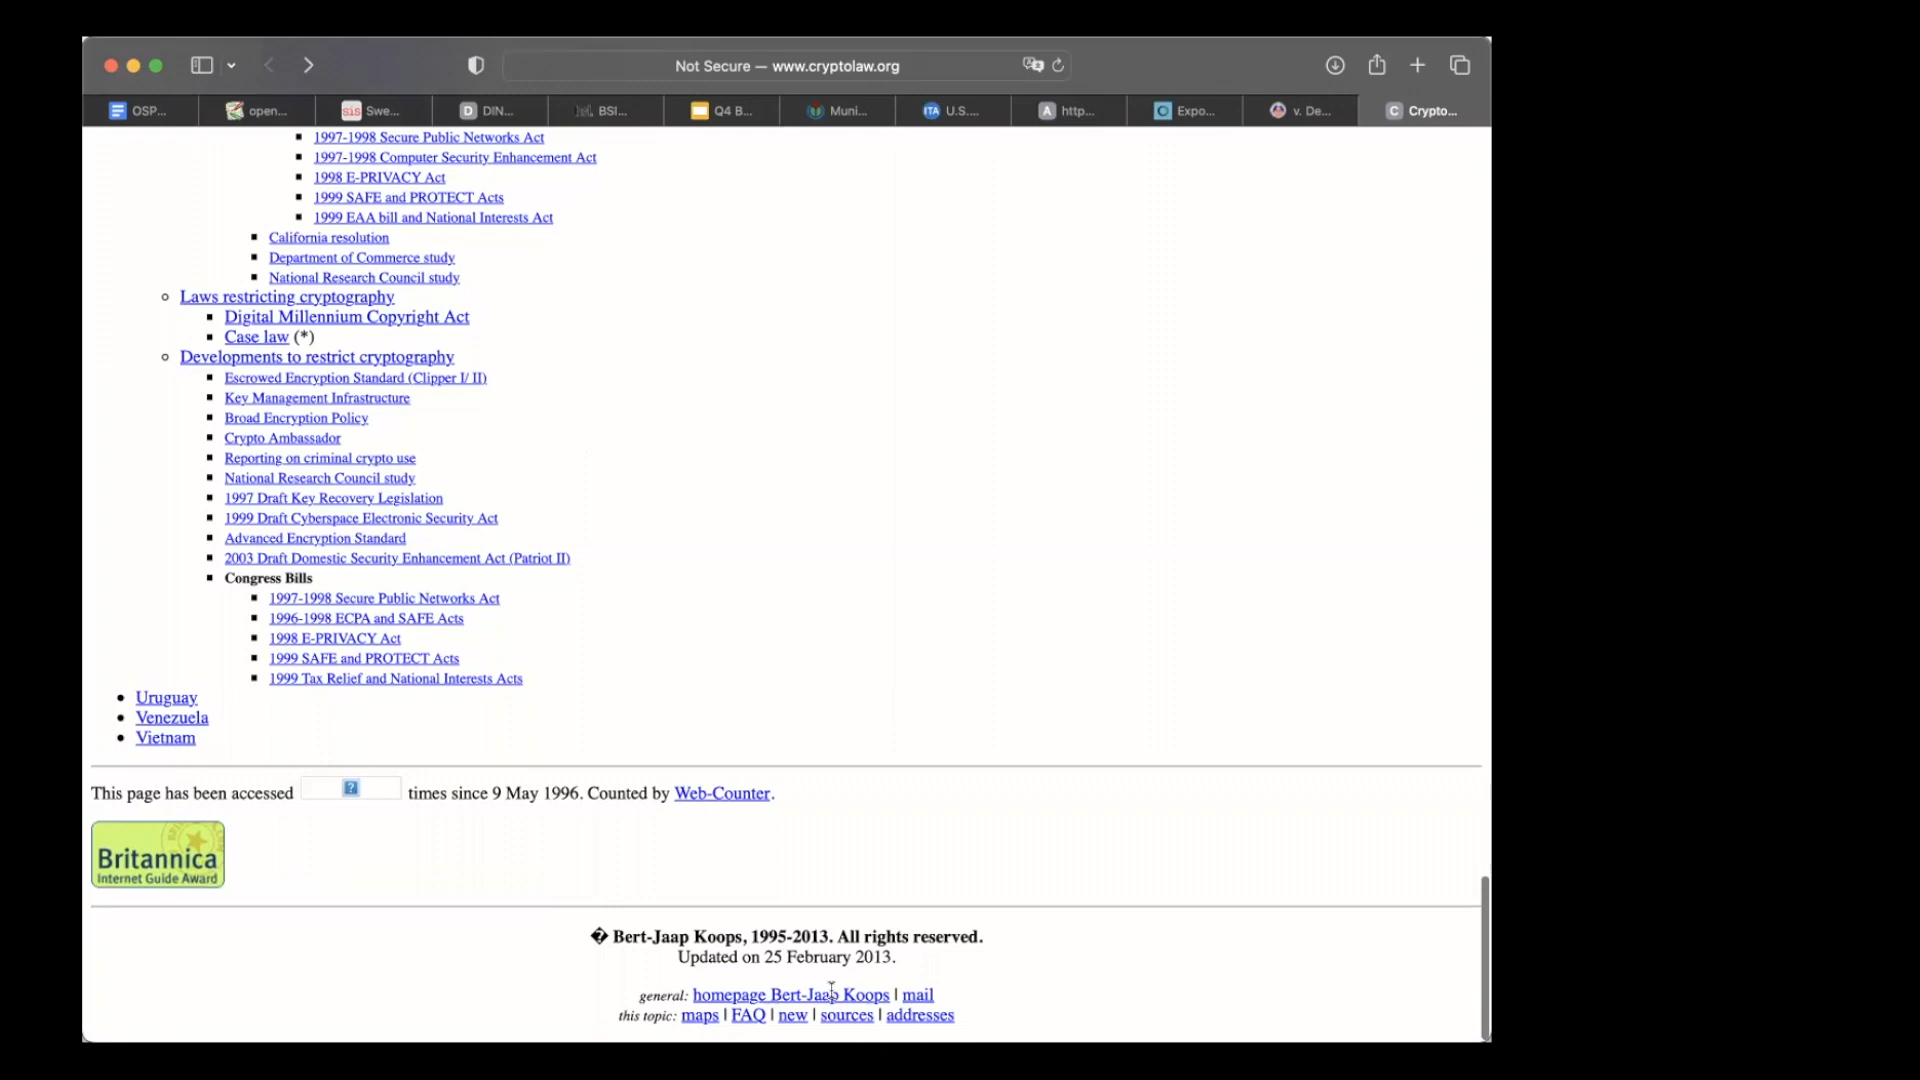 Not Secure — www.cryptolaw.org
OSP...
open...
sis Swe...
D DIN...
BSI...
Q4 B...
Muni...
ITA U.S....
A http...
Expo...
v. De...
C Crypto...
1997-1998 Secure Public Networks Act
1997-1998 Computer Security Enhancement Act
1998 E-PRIVACY Act
1999 SAFE and PROTECT Acts
1999 EAA bill and National Interests Act
California resolution
Department of Commerce study
National Research Council study
Laws restricting cryptography
Digital Millennium Copyright Act
Case law (*)
Developments to restrict cryptography
Escrowed Encryption Standard (Clipper I/ II)
Key Management Infrastructure
Broad Encryption Policy
Crypto Ambassador
Reporting on criminal crypto use
National Research Council study
1997 Draft Key Recovery Legislation
1999 Draft Cyberspace Electronic Security Act
Advanced Encryption Standard
2003 Draft Domestic Security Enhancement Act (Patriot II)
Congress Bills
1997-1998 Secure Public Networks Act
1996-1998 ECPA and SAFE Acts
1998 E-PRIVACY Act
1999 SAFE and PROTECT Acts
1999 Tax Relief and National Interests Acts
Uruguay
Venezuela
Vietnam
This page has been accessed ? times since 9 May 1996. Counted by Web-Counter.
Britannica
Internet Guide Award
� Bert-Jaap Koops, 1995-2013. All rights reserved.
Updated on 25 February 2013.
general: homepage Bert-Jaap Koops | mail
this topic: maps | FAQ | new | sources | addresses